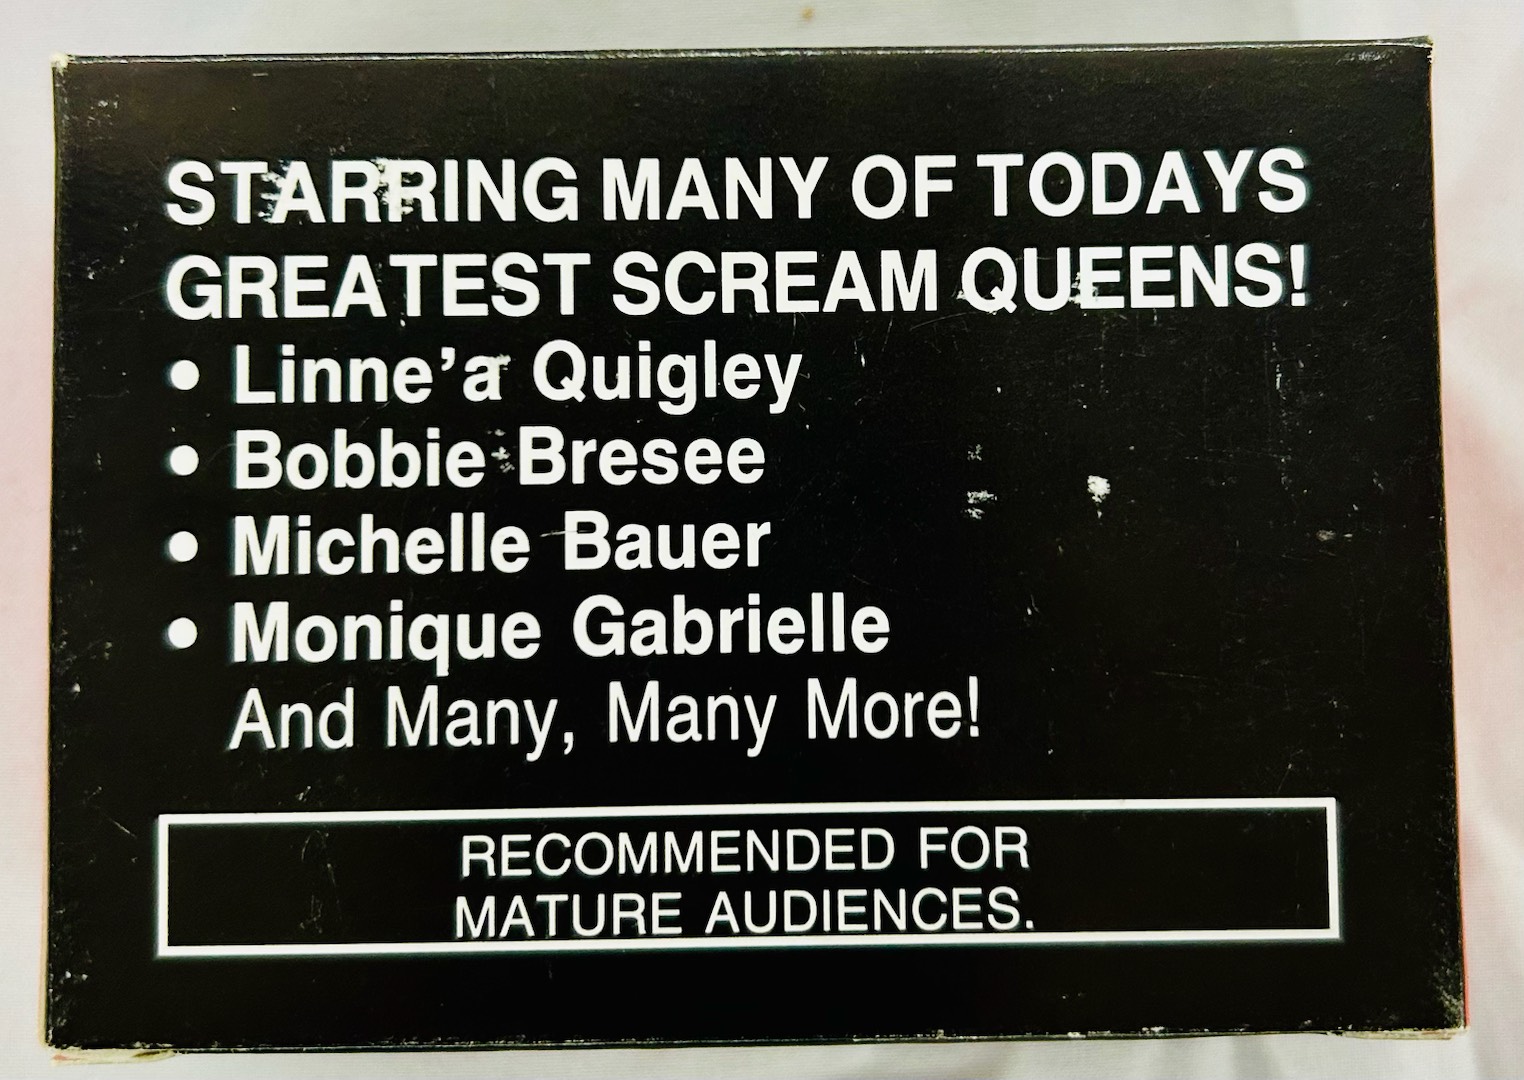 STARRING MANY OF TODAYS
GREATEST SCREAM QUEENS!
• Linne'a Quigley
• Bobbie Bresee
• Michelle Bauer
• Monique Gabrielle
And Many, Many More!
RECOMMENDED FOR
MATURE AUDIENCES.